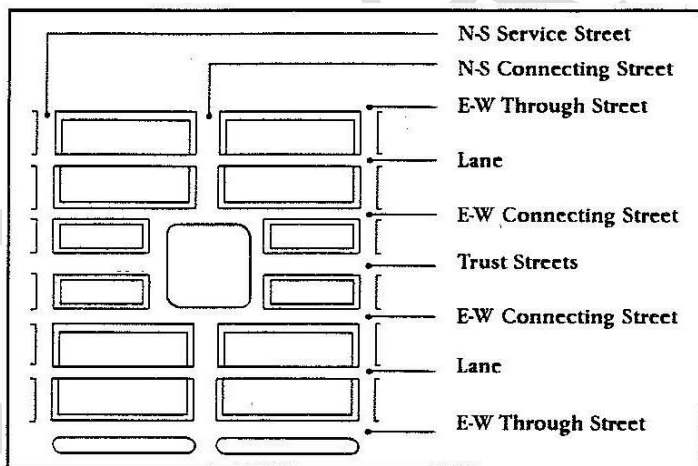 N-S Service Street
N-S Connecting Street
E-W Through Street
Lane
E-W Connecting Street
Trust Streets
E-W Connecting Street
Lane
E-W Through Street